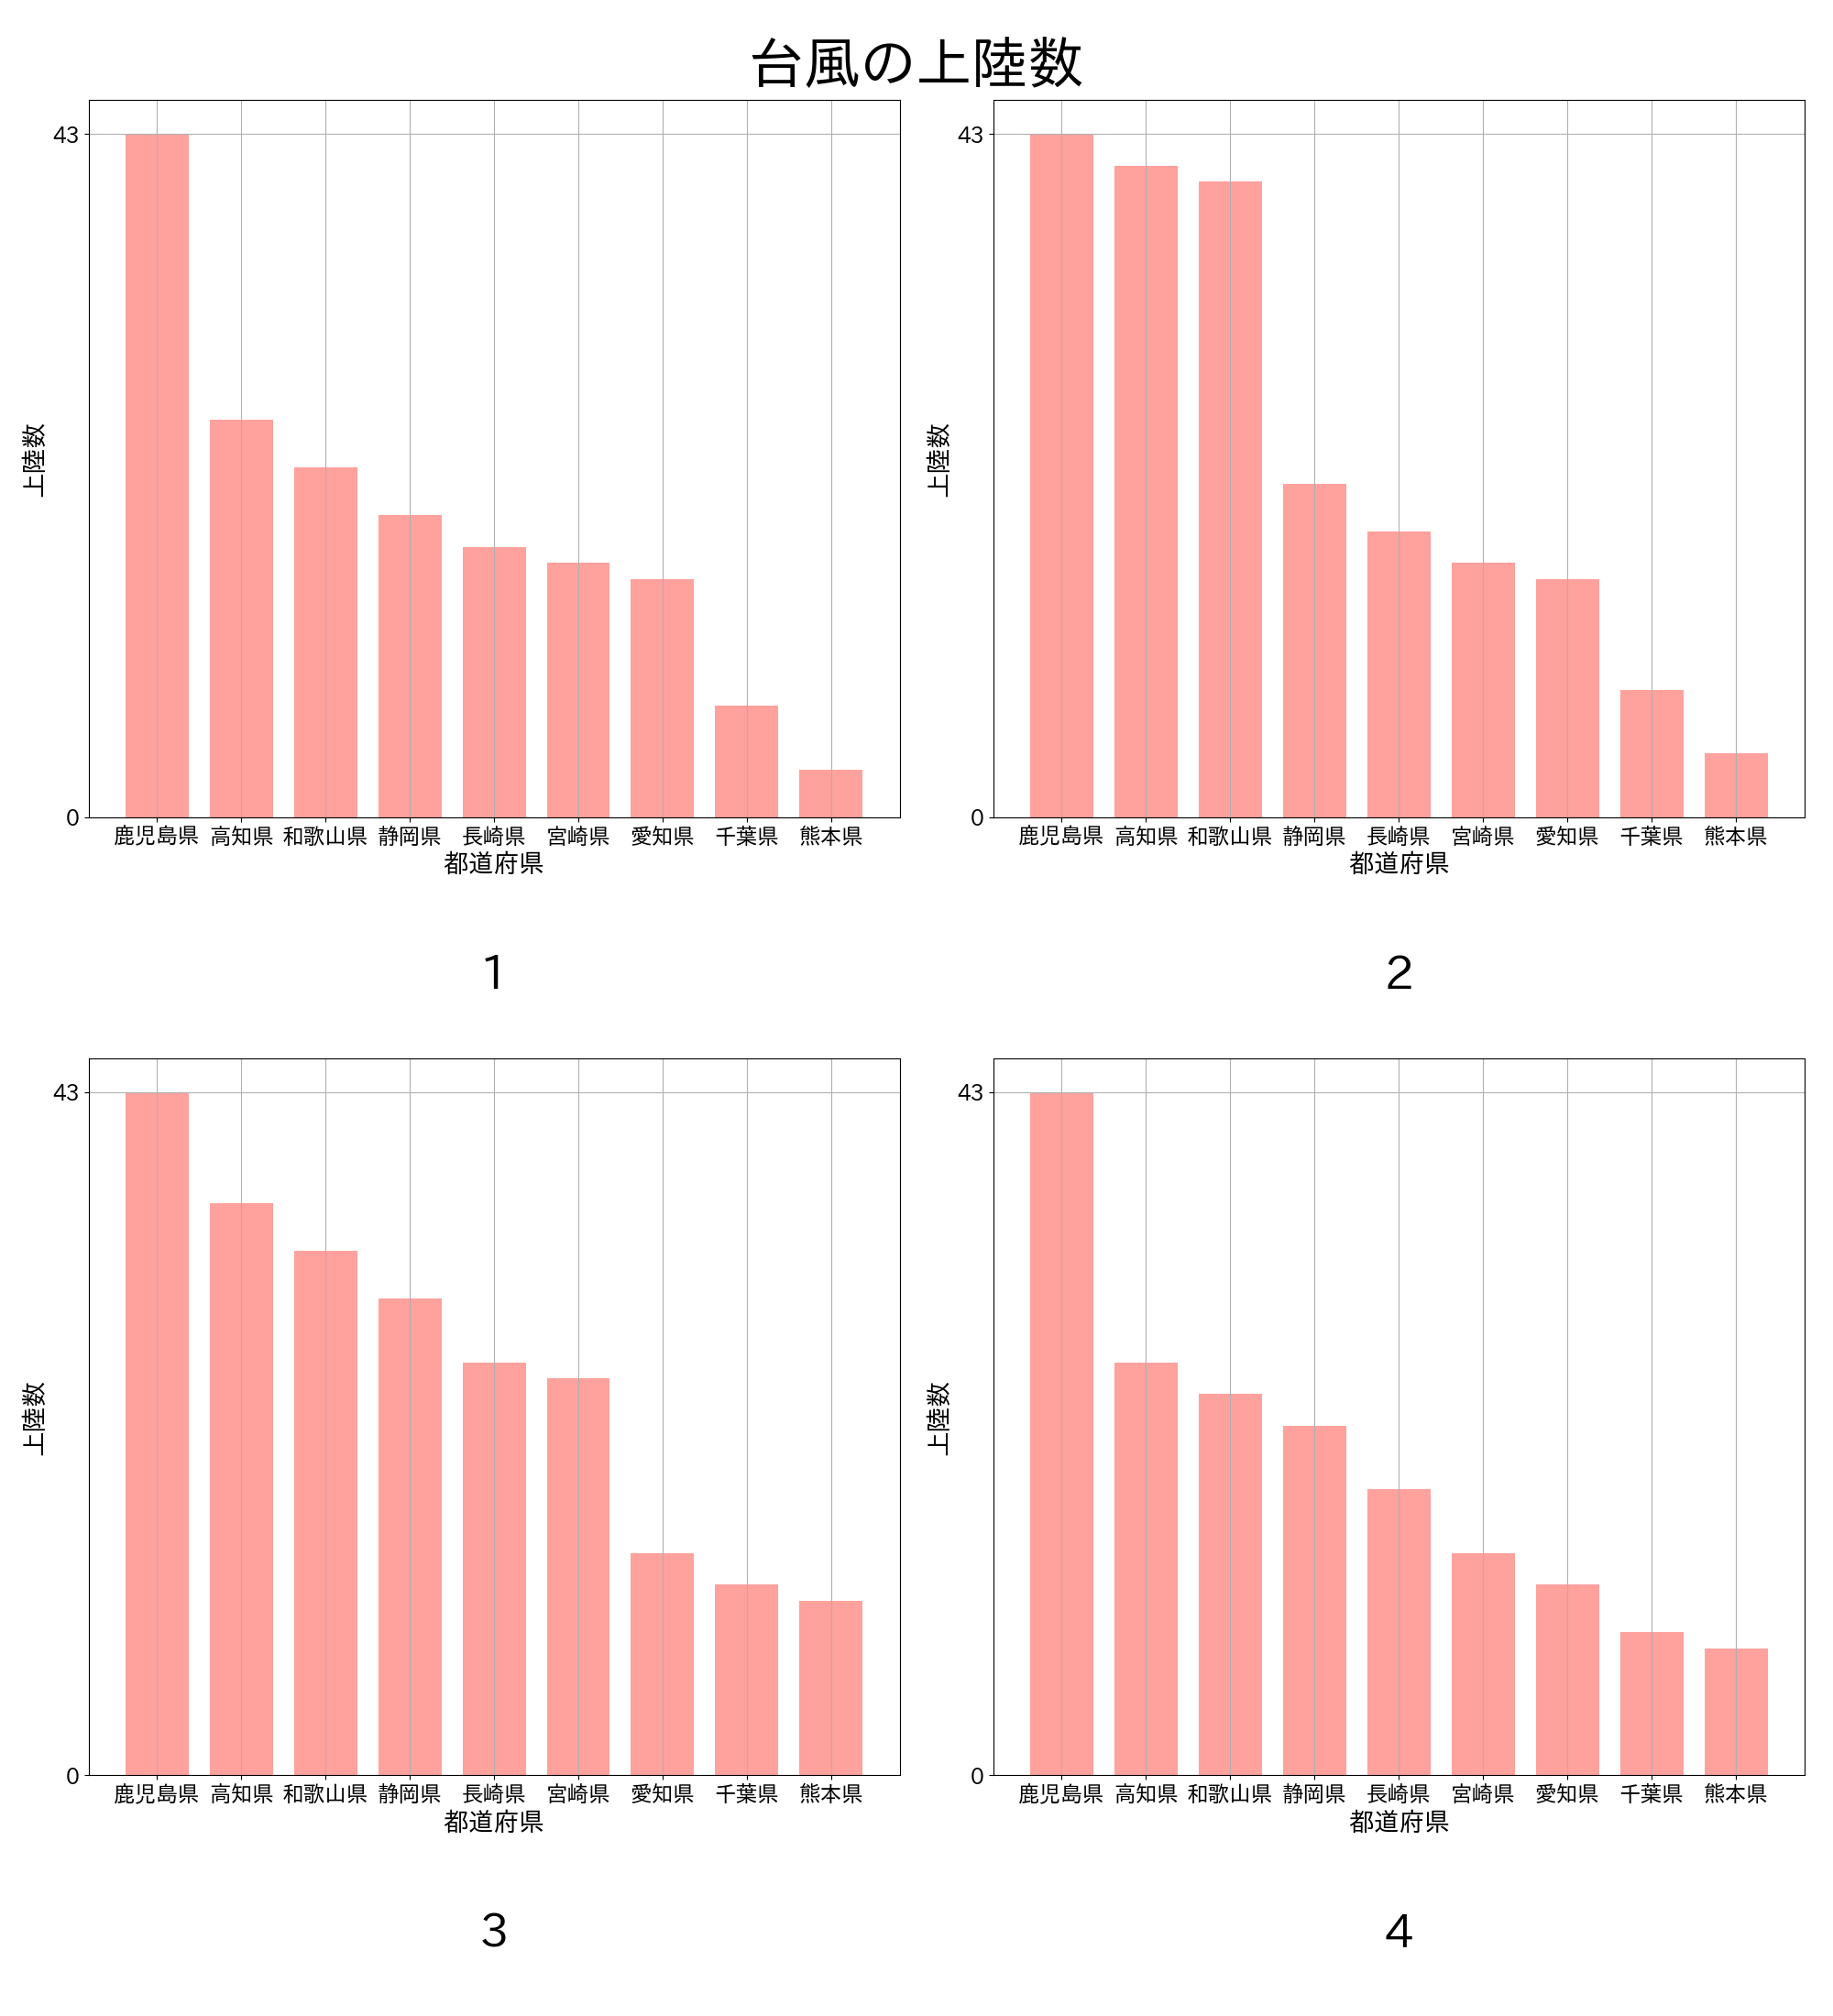 台風の上陸数
43
0
上陸数
鹿児島県 高知県 和歌山県 静岡県 長崎県 宮崎県 愛知県 千葉県 熊本県
都道府県
1
43
0
上陸数
鹿児島県 高知県 和歌山県 静岡県 長崎県 宮崎県 愛知県 千葉県 熊本県
都道府県
2
43
0
上陸数
鹿児島県 高知県 和歌山県 静岡県 長崎県 宮崎県 愛知県 千葉県 熊本県
都道府県
3
43
0
上陸数
鹿児島県 高知県 和歌山県 静岡県 長崎県 宮崎県 愛知県 千葉県 熊本県
都道府県
4